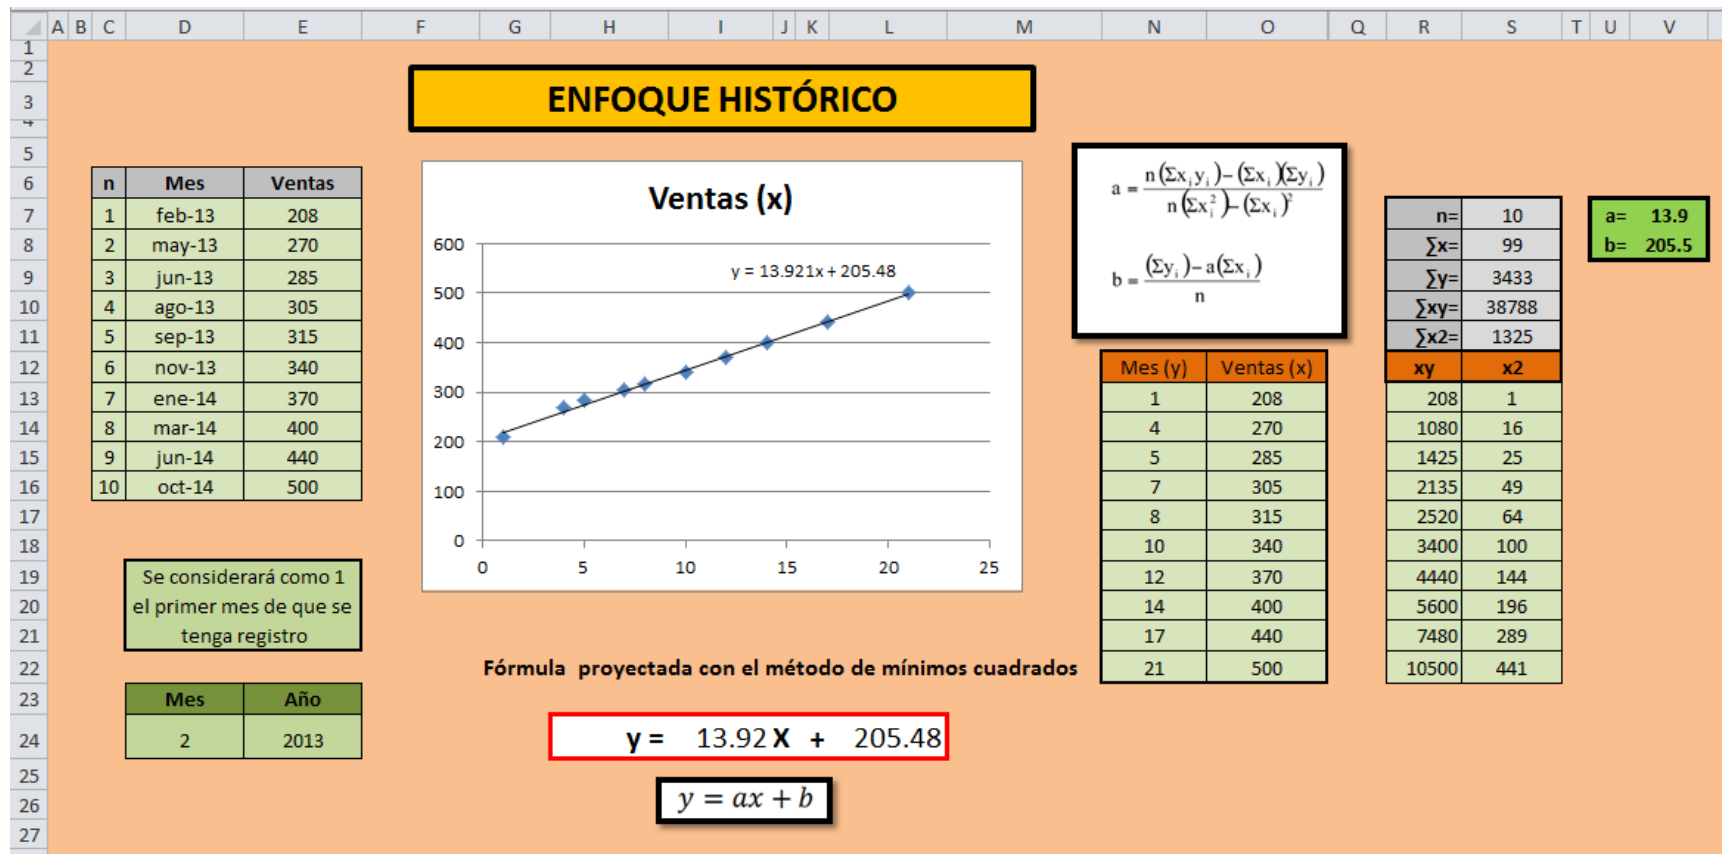 A B C D E F G H I J K L M N O Q R S T U V
1
2
3
4
5
6
7
8
9
10
11
12
13
14
15
16
17
18
19
20
21
22
23
24
25
26
27
ENFOQUE HISTÓRICO
n Mes Ventas
1 feb-13 208
2 may-13 270
3 jun-13 285
4 ago-13 305
5 sep-13 315
6 nov-13 340
7 ene-14 370
8 mar-14 400
9 jun-14 440
10 oct-14 500
Se considerará como 1
el primer mes de que se
tenga registro
Mes Año
2 2013
Ventas (x)
y = 13.921x + 205.48
600
500
400
300
200
100
0
0 5 10 15 20 25
Fórmula proyectada con el método de mínimos cuadrados
y = 13.92 X + 205.48
y = ax + b
a = n(Σxᵢyᵢ)−(Σxᵢ)(Σyᵢ) / n(Σxᵢ²)−(Σxᵢ)²
b = (Σyᵢ)−a(Σxᵢ) / n
Mes (y) Ventas (x)
1 208
4 270
5 285
7 305
8 315
10 340
12 370
14 400
17 440
21 500
n= 10
∑x= 99
∑y= 3433
∑xy= 38788
∑x2= 1325
xy x2
208 1
1080 16
1425 25
2135 49
2520 64
3400 100
4440 144
5600 196
7480 289
10500 441
a= 13.9
b= 205.5